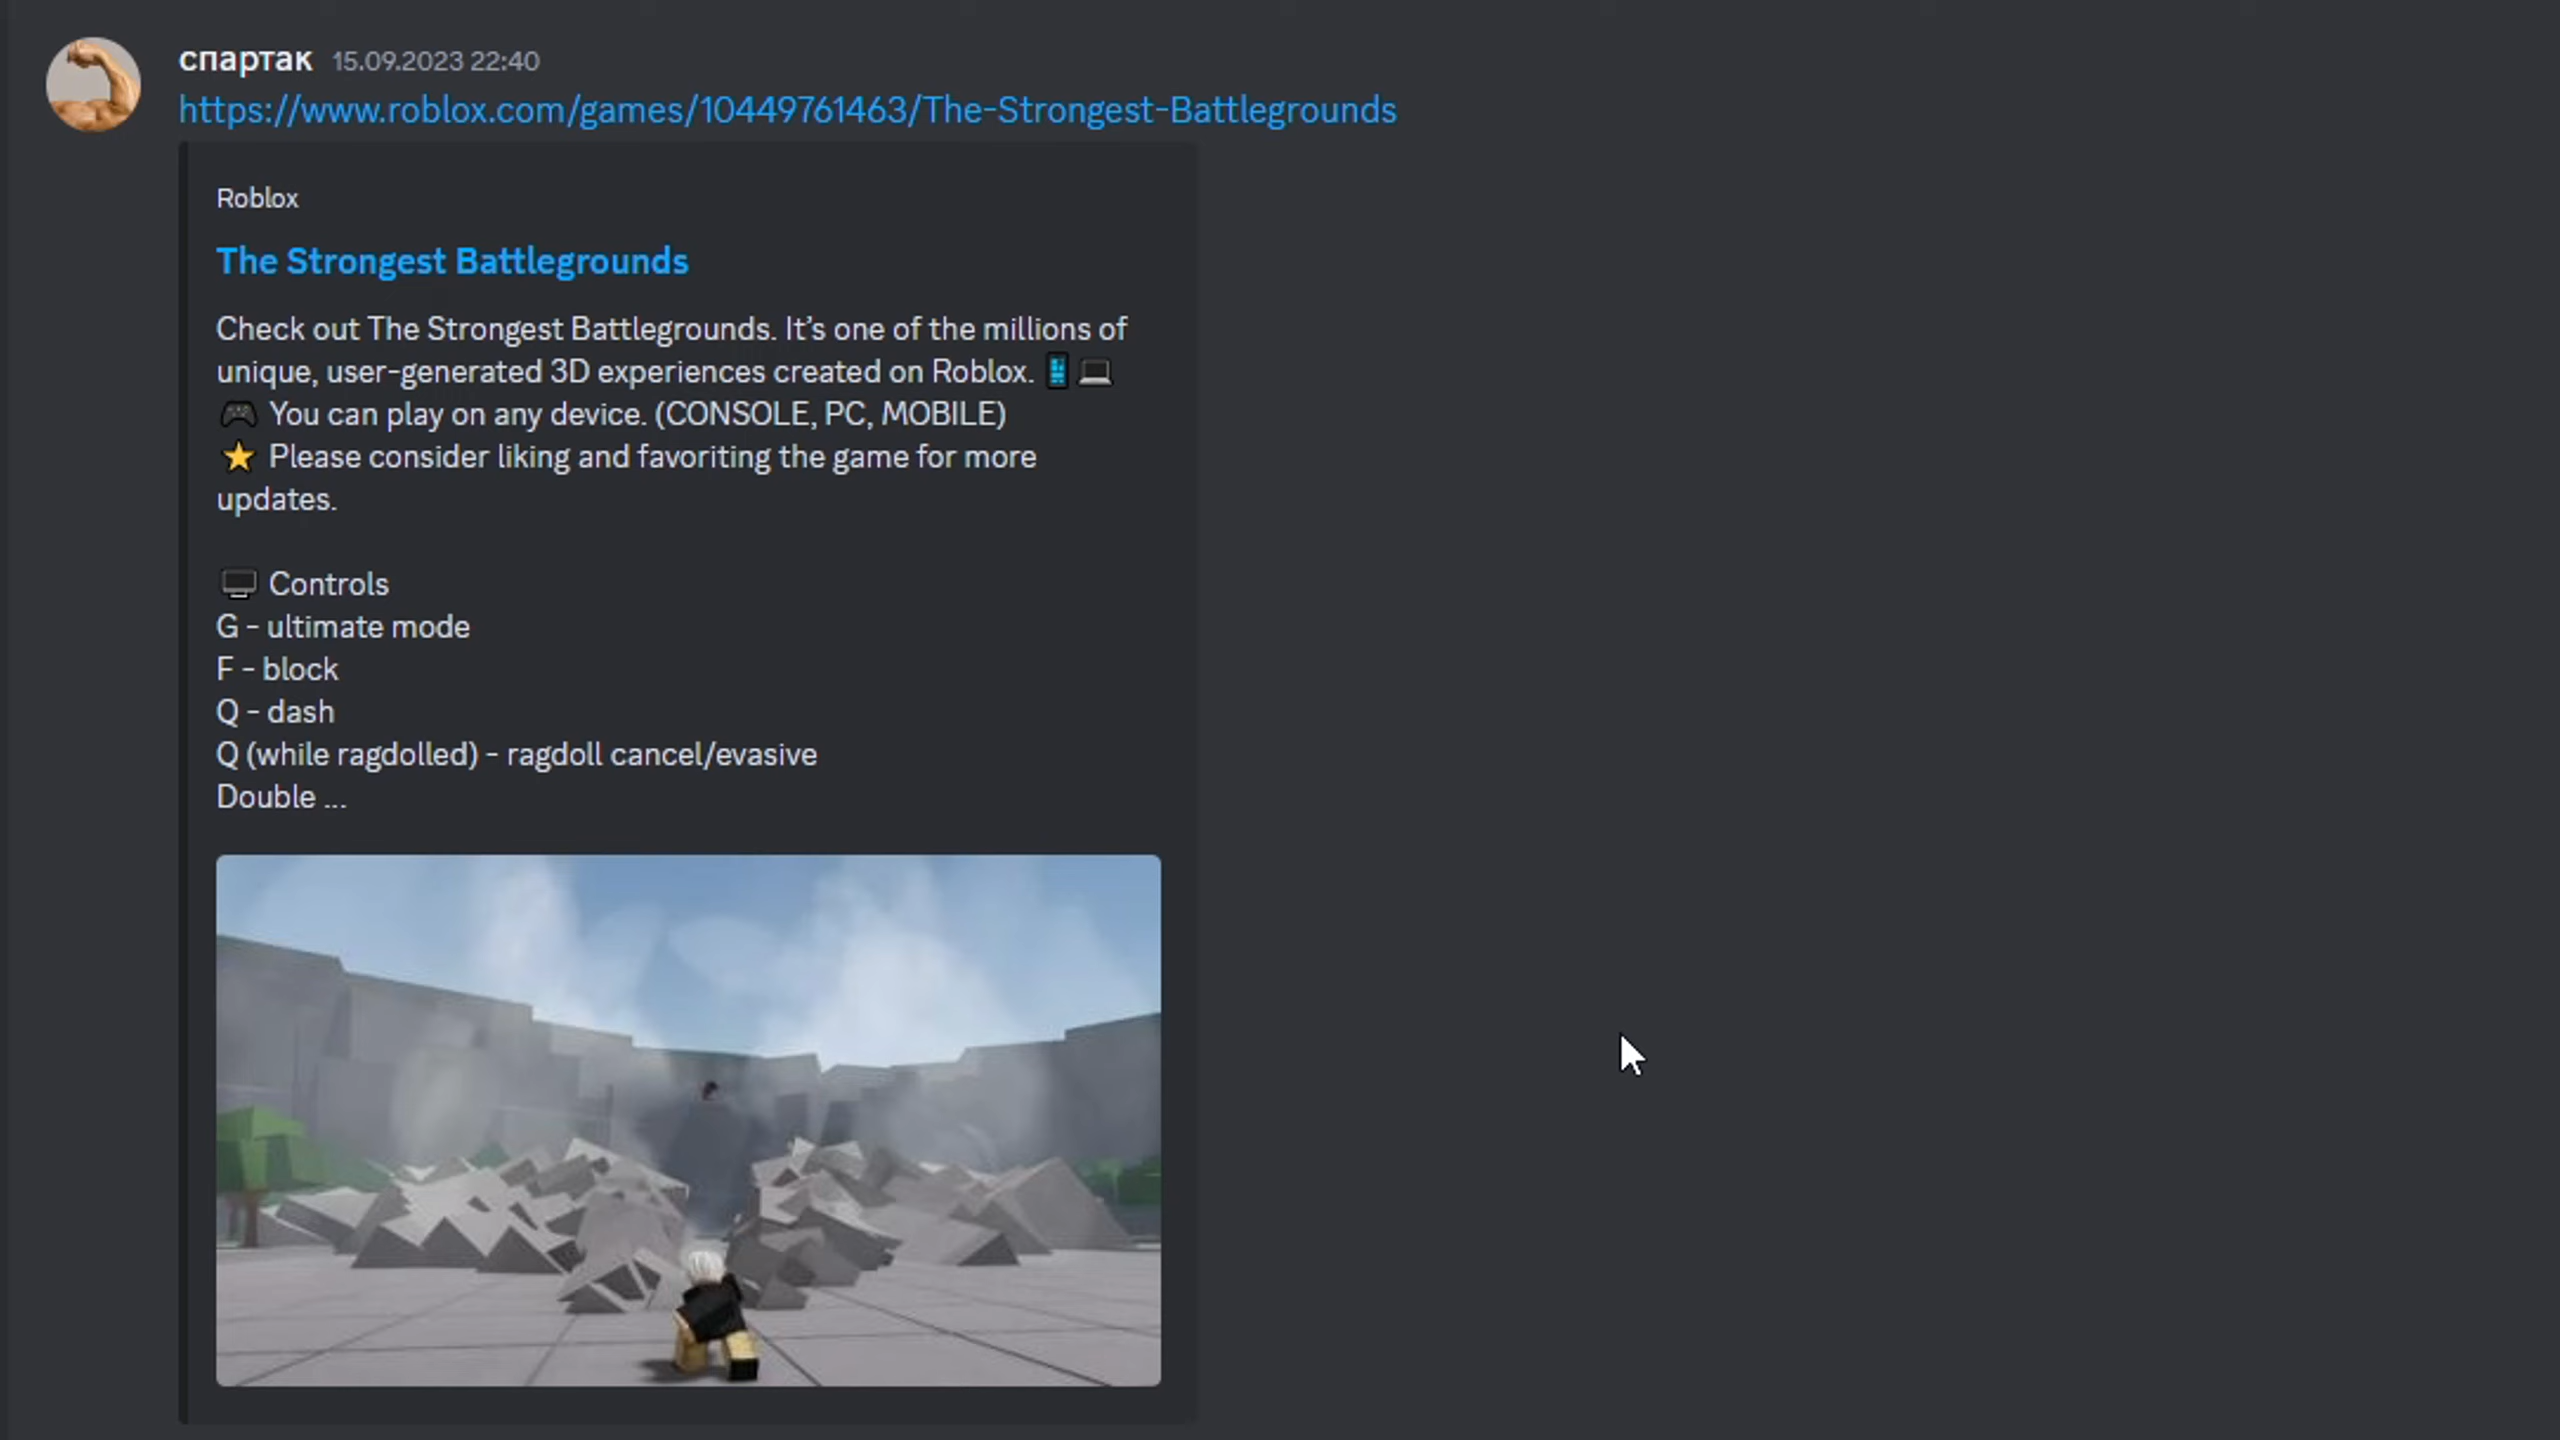 спартак 15.09.2023 22:40
https://www.roblox.com/games/10449761463/The-Strongest-Battlegrounds
Roblox
The Strongest Battlegrounds
Check out The Strongest Battlegrounds. It’s one of the millions of
unique, user-generated 3D experiences created on Roblox. 📱💻
🎮 You can play on any device. (CONSOLE, PC, MOBILE)
⭐ Please consider liking and favoriting the game for more
updates.
🖥️ Controls
G - ultimate mode
F - block
Q - dash
Q (while ragdolled) - ragdoll cancel/evasive
Double ...